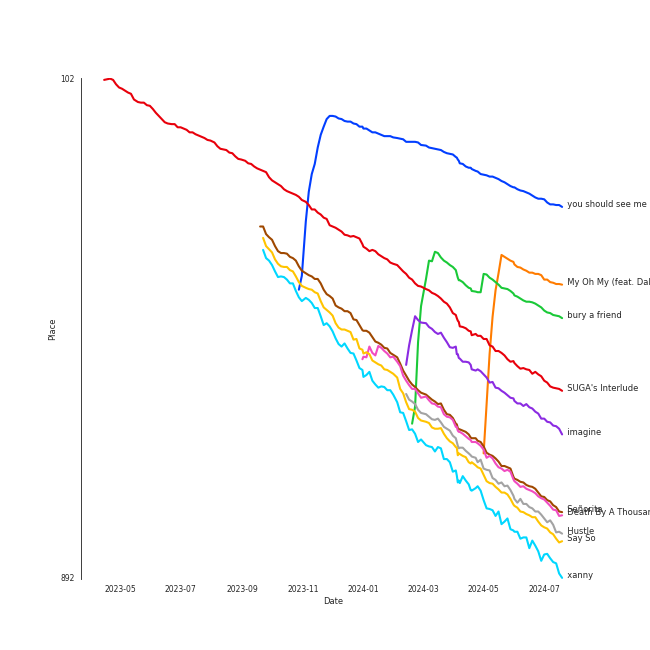 102
892
Place
2023-05 2023-07 2023-09 2023-11 2024-01 2024-03 2024-05 2024-07
Date
you should see me
My Oh My (feat. Dal
bury a friend
SUGA's Interlude
imagine
Señorita
Death By A Thousan
Hustle
Say So
xanny